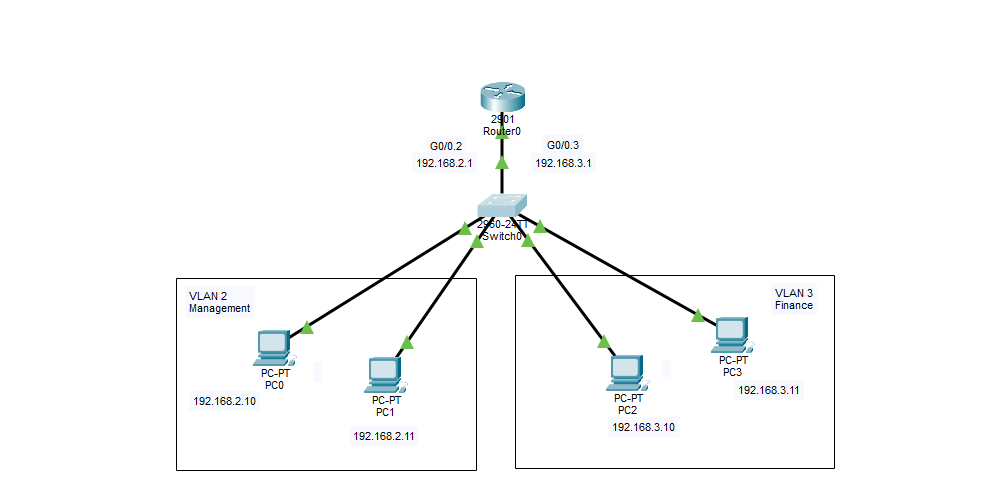 2901
Router0
G0/0.2
G0/0.3
192.168.2.1
192.168.3.1
2960-24TT
Switch0
VLAN 2
Management
VLAN 3
Finance
PC-PT
PC0
192.168.2.10
PC-PT
PC1
192.168.2.11
PC-PT
PC2
192.168.3.10
PC-PT
PC3
192.168.3.11